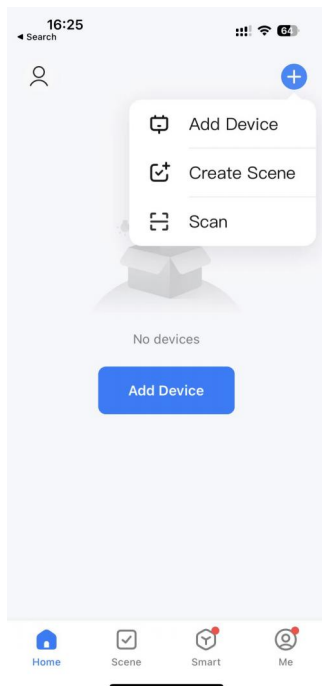 16:25
64
Search
Add Device
Create Scene
Scan
No devices
Add Device
Home
Scene
Smart
Me